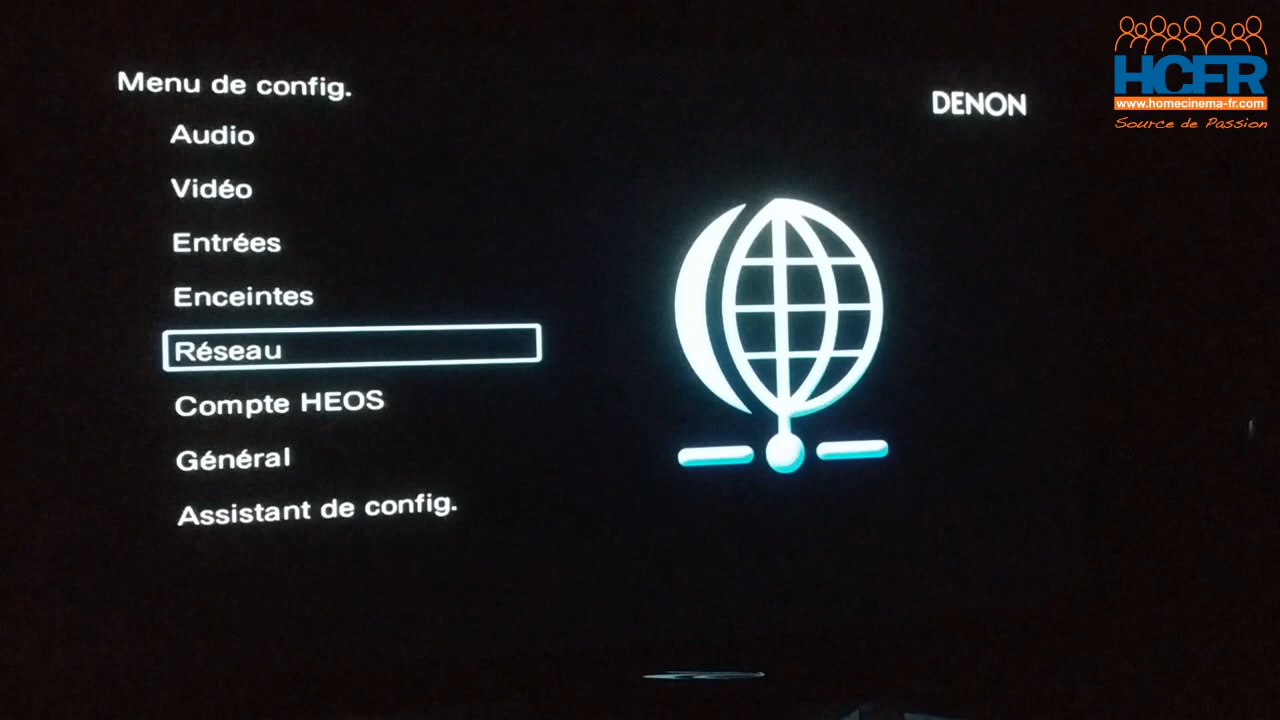 Menu de config.
Audio
Vidéo
Entrées
Enceintes
Réseau
Compte HEOS
Général
Assistant de config.
DENON
HCFR
www.homecinema-fr.com
Source de Passion